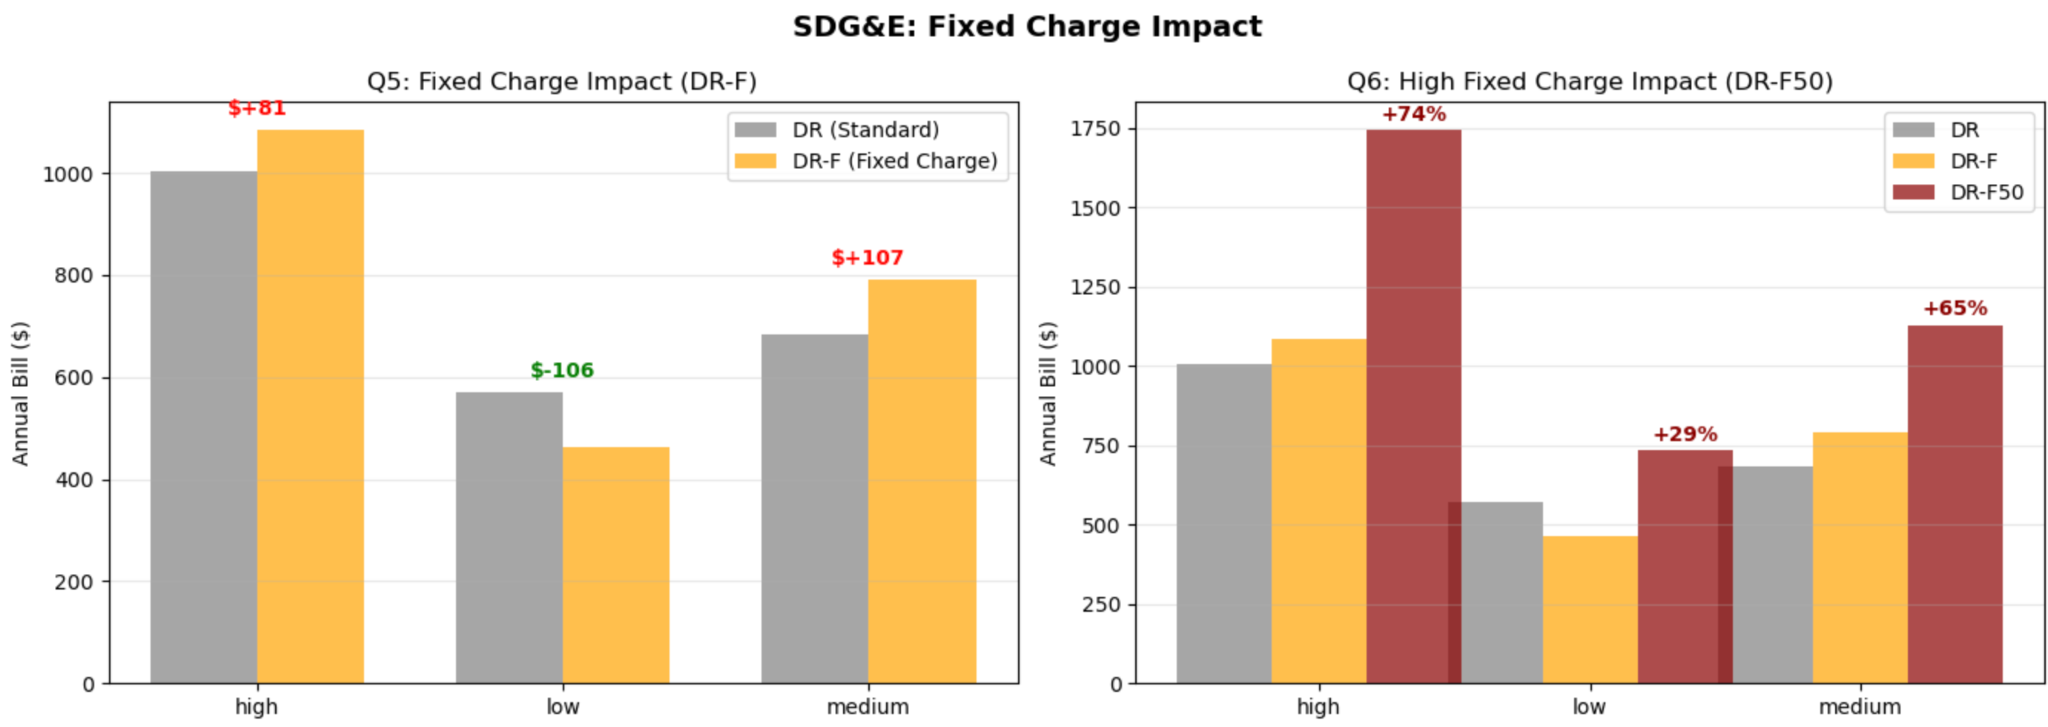 SDG&E: Fixed Charge Impact
Q5: Fixed Charge Impact (DR-F)
$+81
$-106
$+107
DR (Standard)
DR-F (Fixed Charge)
Annual Bill ($)
1000
800
600
400
200
0
high
low
medium
Q6: High Fixed Charge Impact (DR-F50)
+74%
+29%
+65%
DR
DR-F
DR-F50
Annual Bill ($)
1750
1500
1250
1000
750
500
250
0
high
low
medium